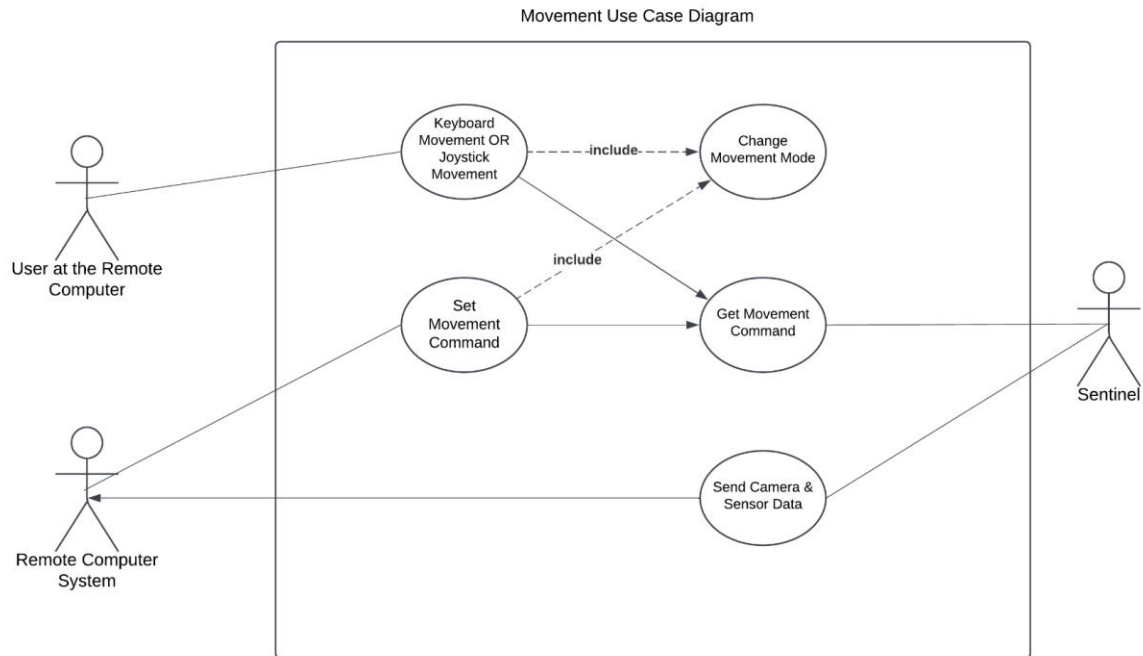 Movement Use Case Diagram
Keyboard
Movement OR
Joystick
Movement
include
Change
Movement Mode
User at the Remote
Computer
include
Set
Movement
Command
Get Movement
Command
Sentinel
Send Camera &
Sensor Data
Remote Computer
System